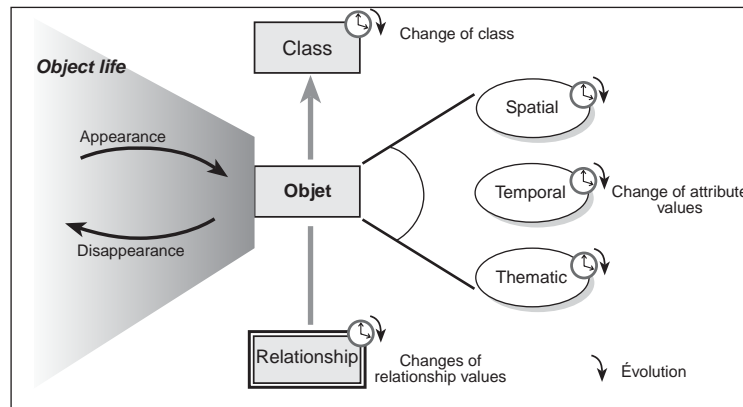 Class
Change of class
Object life
Spatial
Appearance
Objet
Temporal
Change of attribute
values
Disappearance
Thematic
Relationship
Changes of
relationship values
Évolution